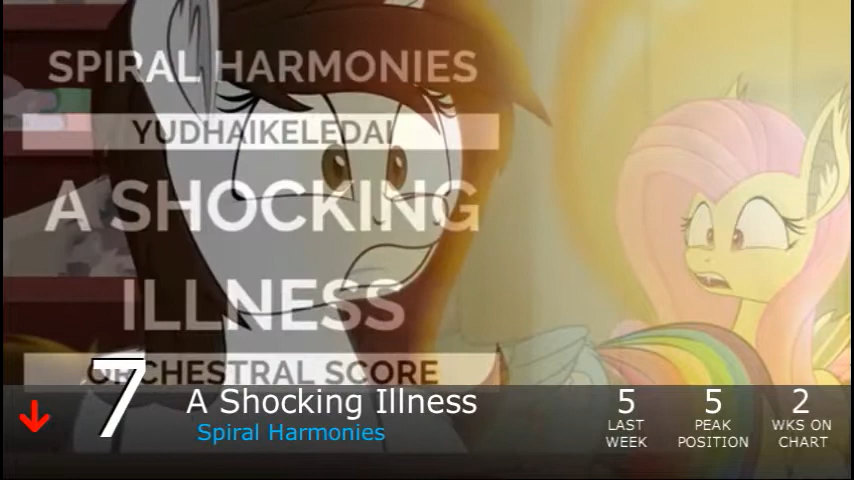 SPIRAL HARMONIES
YUDHAIKELEDAI
A SHOCKING
ILLNESS
ORCHESTRAL SCORE
7
A Shocking Illness
Spiral Harmonies
5
LAST
WEEK
5
PEAK
POSITION
2
WKS ON
CHART